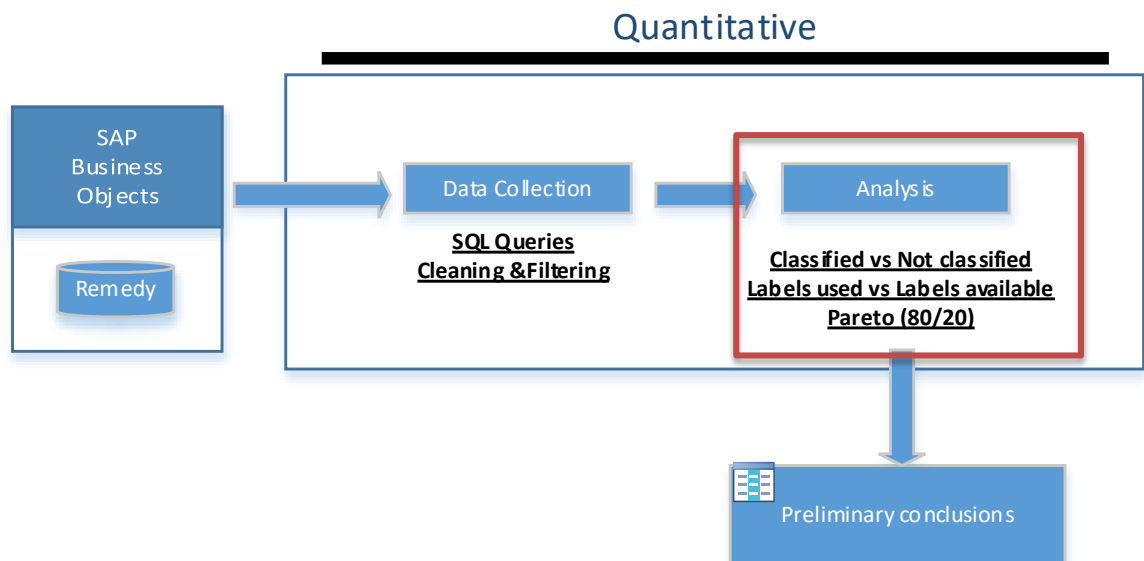 Quantitative
SAP
Business
Objects
Remedy
Data Collection
SQL Queries
Cleaning &Filtering
Analysis
Classified vs Not classified
Labels used vs Labels available
Pareto (80/20)
Preliminary conclusions